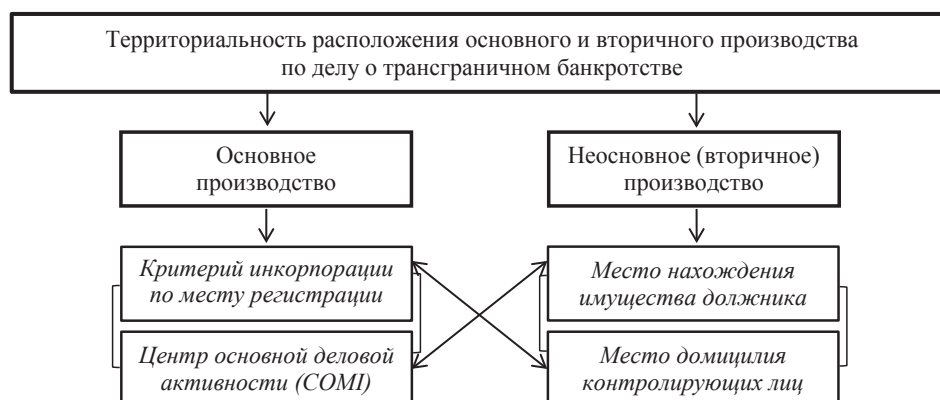 Территориальность расположения основного и вторичного производства
по делу о трансграничном банкротстве
Основное
производство
Неосновное (вторичное)
производство
Критерий инкорпорации
по месту регистрации
Место нахождения
имущества должника
Центр основной деловой
активности (COMI)
Место домицилия
контролирующих лиц